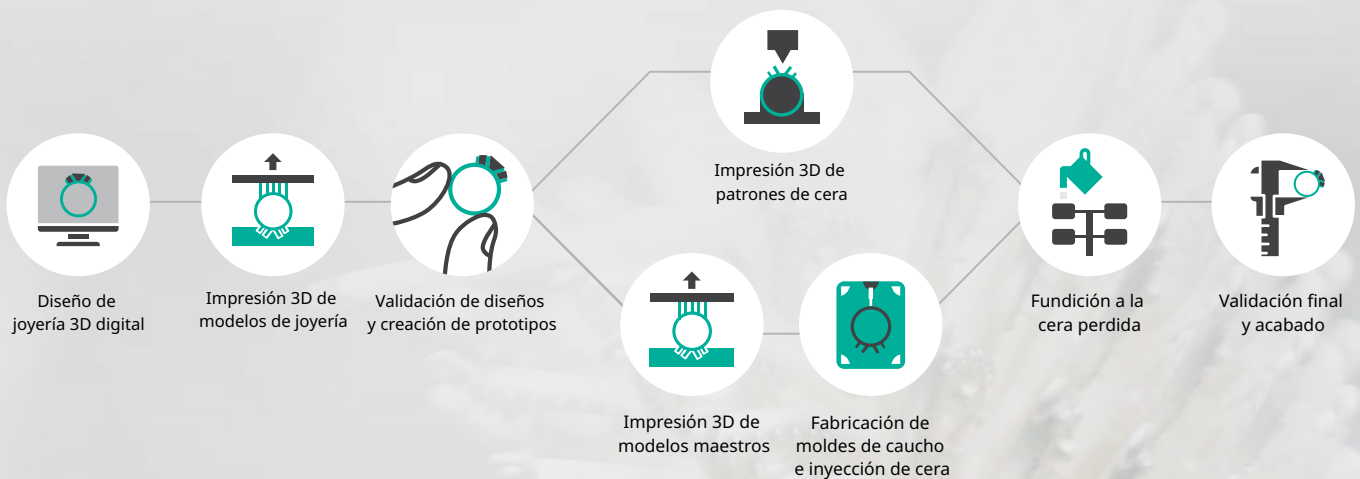 Diseño de
joyería 3D digital
Impresión 3D de
modelos de joyería
Validación de diseños
y creación de prototipos
Impresión 3D de
patrones de cera
Impresión 3D de
modelos maestros
Fabricación de
moldes de caucho
e inyección de cera
Fundición a la
cera perdida
Validación final
y acabado